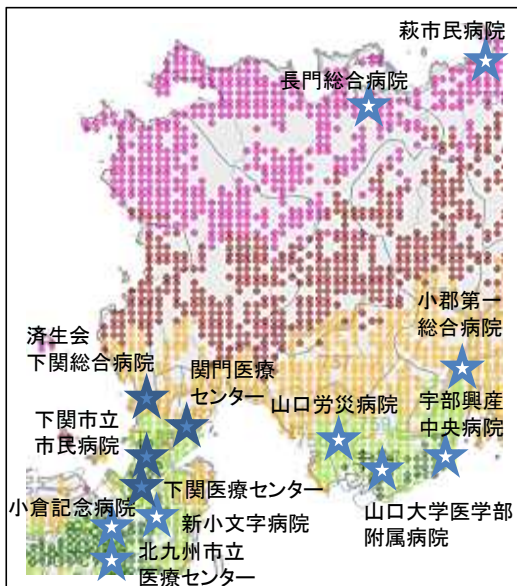 萩市民病院
長門総合病院
小郡第一
総合病院
済生会
下関総合病院
関門医療
センター
山口労災病院
宇部興産
中央病院
下関市立
市民病院
下関医療センター
小倉記念病院
新小文字病院
山口大学医学部
附属病院
北九州市立
医療センター